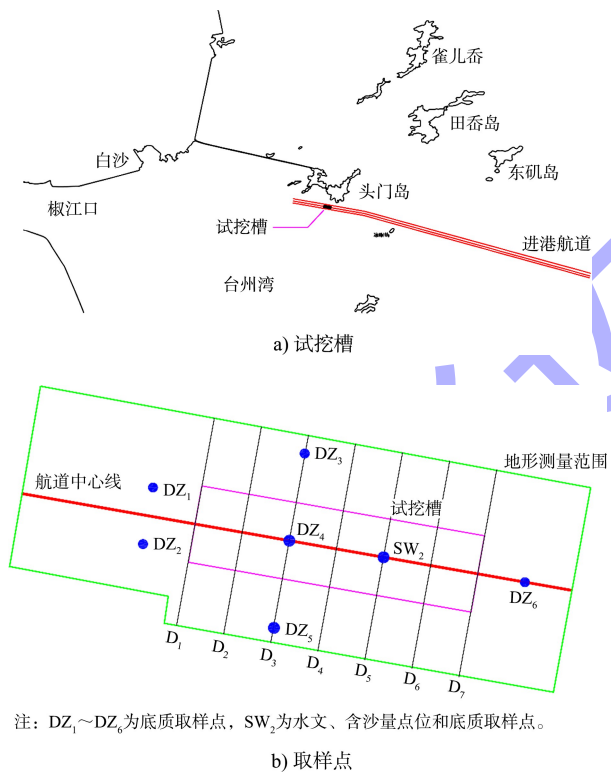 雀儿岙
田岙岛
白沙
东矶岛
头门岛
椒江口
试挖槽
进港航道
台州湾
a) 试挖槽
DZ₃
地形测量范围
航道中心线
DZ₁
试挖槽
DZ₄
DZ₂
SW₂
DZ₆
DZ₅
D₁
D₂
D₃
D₄
D₅
D₆
D₇
注：DZ₁～DZ₆为底质取样点，SW₂为水文、含沙量点位和底质取样点。
b) 取样点